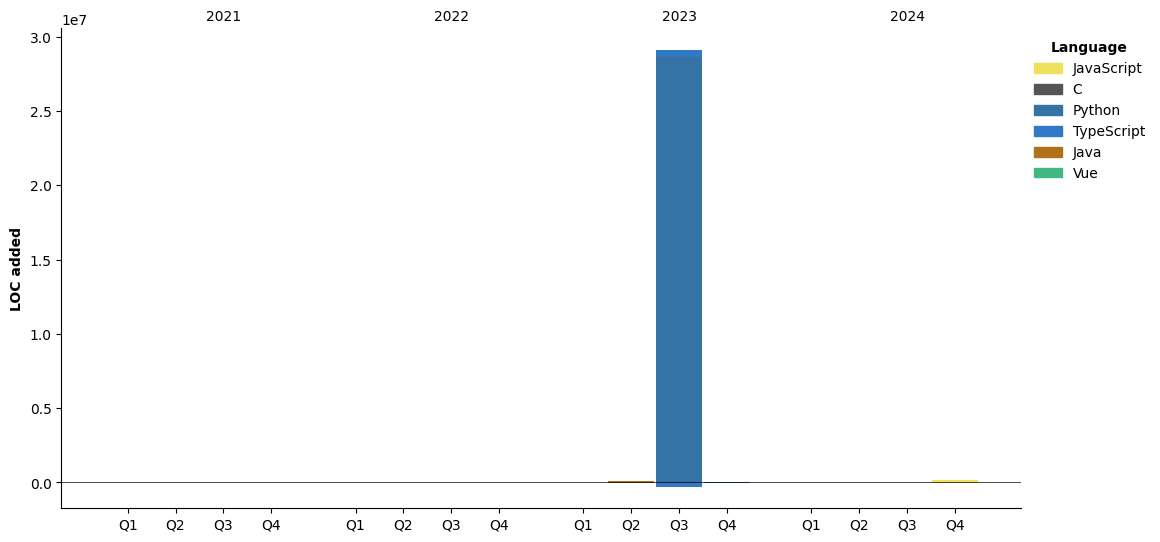 1e7
2021 2022 2023 2024
3.0
2.5
2.0
1.5
1.0
0.5
0.0
LOC added
Q1 Q2 Q3 Q4 Q1 Q2 Q3 Q4 Q1 Q2 Q3 Q4 Q1 Q2 Q3 Q4
Language
JavaScript
C
Python
TypeScript
Java
Vue